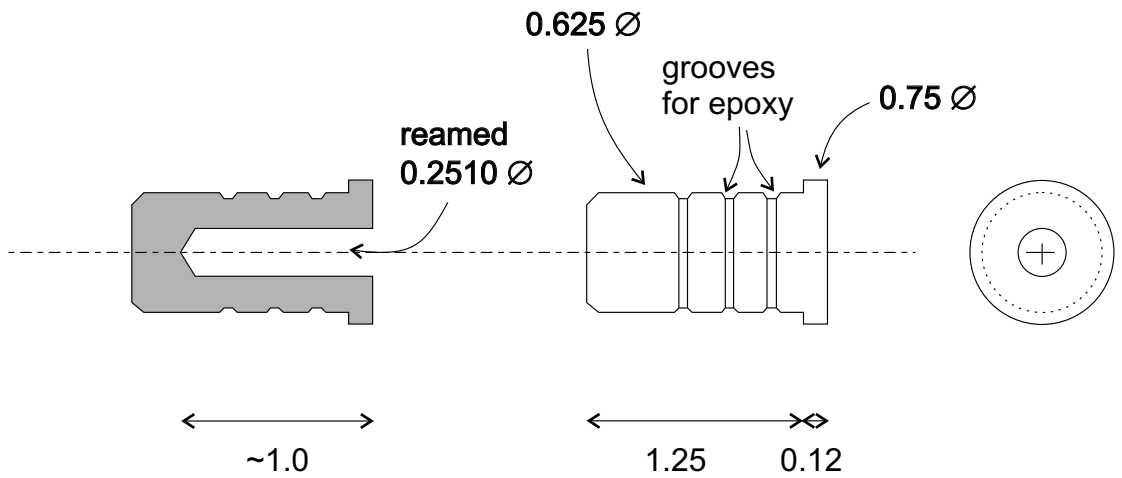 0.625 ∅
grooves
for epoxy
0.75 ∅
reamed
0.2510 ∅
~1.0
1.25
0.12